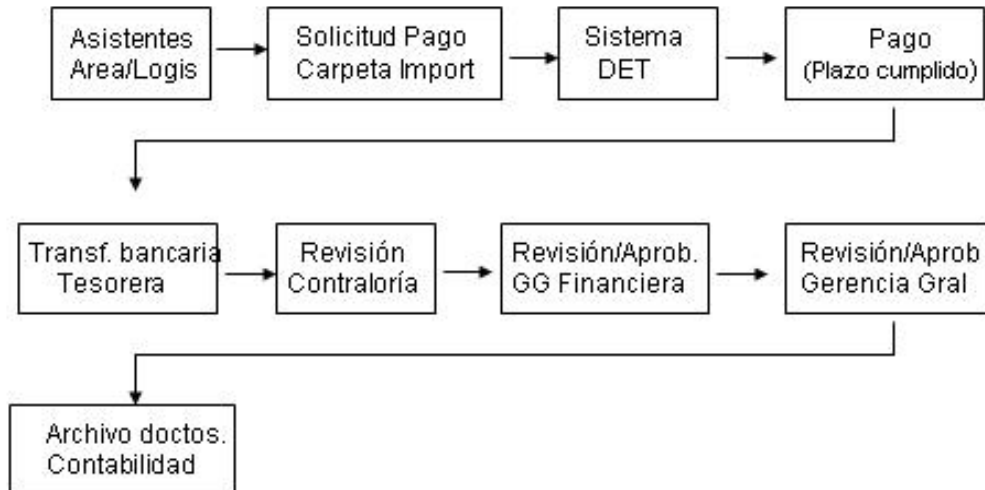 Asistentes
Area/Logis
Solicitud Pago
Carpeta Import
Sistema
DET
Pago
(Plazo cumplido)
Transf. bancaria
Tesorera
Revisión
Contraloría
Revisión/Aprob.
GG Financiera
Revisión/Aprob
Gerencia Gral
Archivo doctos.
Contabilidad